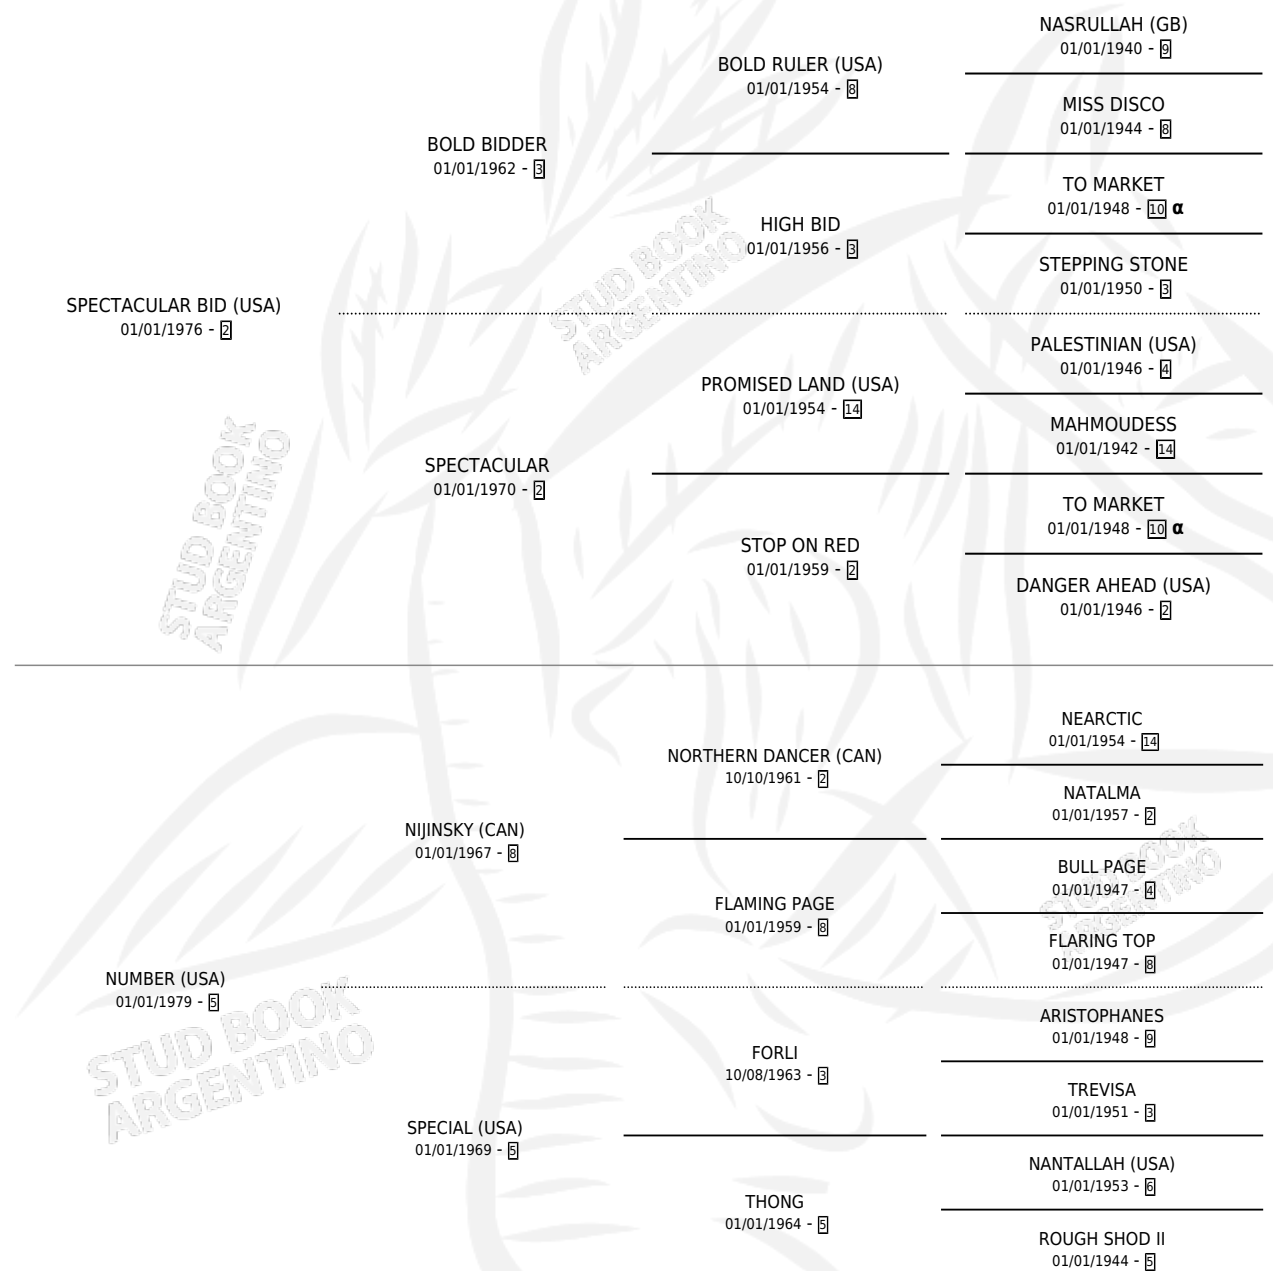 NASRULLAH (GB)
01/01/1940 - 9
BOLD RULER (USA)
01/01/1954 - 8
MISS DISCO
01/01/1944 - 8
BOLD BIDDER
01/01/1962 - 3
TO MARKET
01/01/1948 - 10 α
HIGH BID
01/01/1956 - 3
STEPPING STONE
01/01/1950 - 3
SPECTACULAR BID (USA)
01/01/1976 - 2
PALESTINIAN (USA)
01/01/1946 - 4
PROMISED LAND (USA)
01/01/1954 - 14
MAHMOUDESS
01/01/1942 - 14
SPECTACULAR
01/01/1970 - 2
TO MARKET
01/01/1948 - 10 α
STOP ON RED
01/01/1959 - 2
DANGER AHEAD (USA)
01/01/1946 - 2
STUD BOOK
ARGENTINO
STUD BOOK
ARGENTINO
NEARCTIC
01/01/1954 - 14
NORTHERN DANCER (CAN)
10/10/1961 - 2
NATALMA
01/01/1957 - 2
NIJINSKY (CAN)
01/01/1967 - 8
BULL PAGE
01/01/1947 - 4
FLAMING PAGE
01/01/1959 - 8
FLARING TOP
01/01/1947 - 8
NUMBER (USA)
01/01/1979 - 5
ARISTOPHANES
01/01/1948 - 9
FORLI
10/08/1963 - 3
TREVISA
01/01/1951 - 3
SPECIAL (USA)
01/01/1969 - 5
NANTALLAH (USA)
01/01/1953 - 6
THONG
01/01/1964 - 5
ROUGH SHOD II
01/01/1944 - 5
STUD BOOK
ARGENTINO
STUD BOOK
ARGENTINO